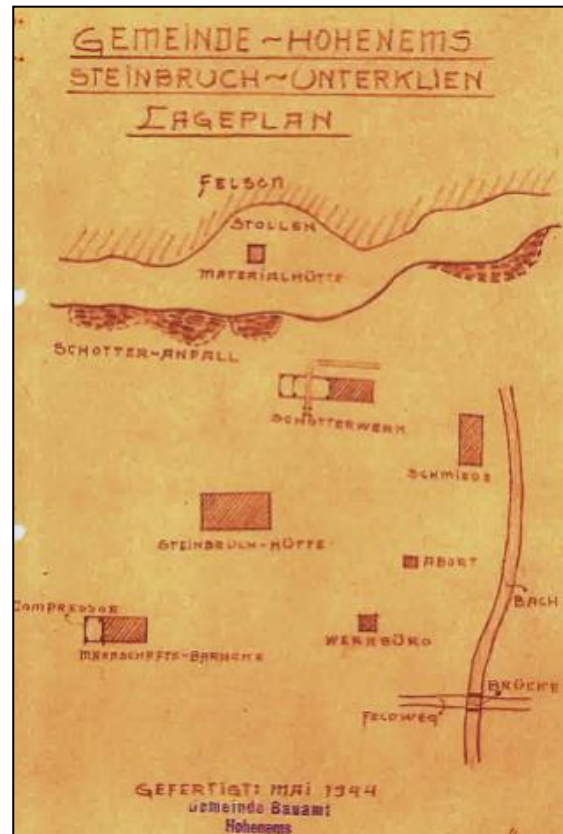 GEMEINDE~HOHENEMS
STEINBRUCH~UNTERKLIEN
LAGEPLAN
FELSEN
STOLLEN
MATERIALHÜTTE
SCHOTTER-ANFALL
SCHOTTERWERK
SCHMIEDE
STEINBRUCH-HÜTTE
ABORT
BACH
COMPRESSOR
MANNSCHAFTS-BARACKE
WERKBÜRO
BRÜCKE
FELDWEG
GEFERTIGT: MAI 1944
Gemeinde Bauamt
Hohenems